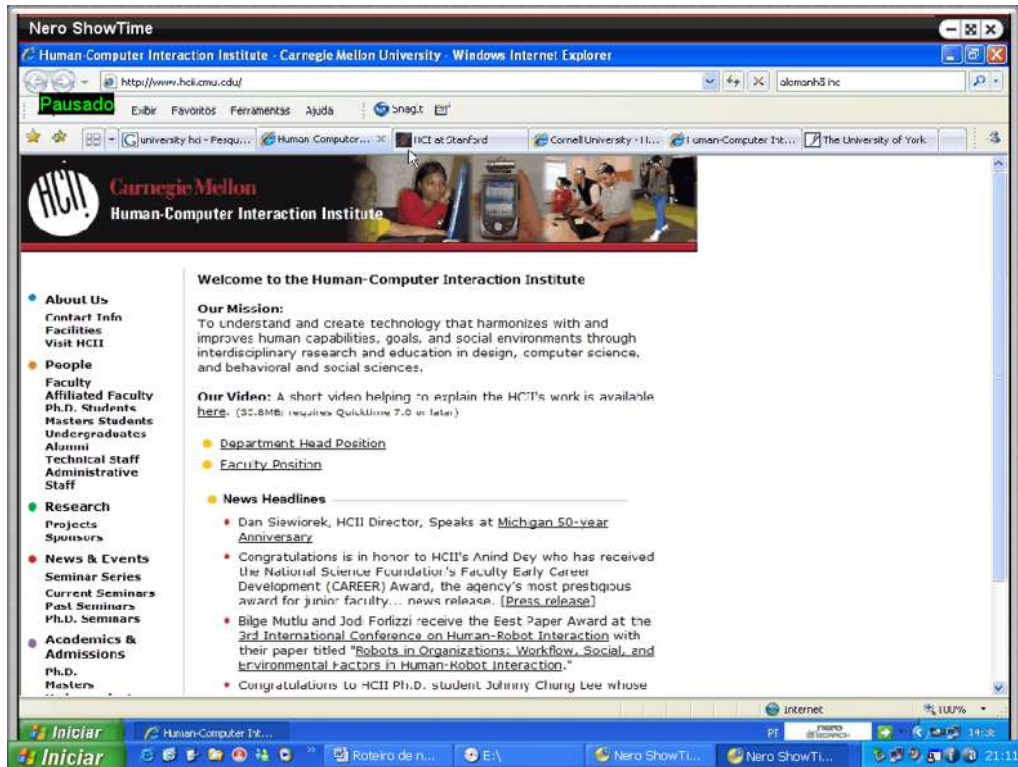 Nero ShowTime
Human-Computer Interaction Institute - Carnegie Mellon University - Windows Internet Explorer
http://www.hcii.cmu.edu/
Pausado
Exibir Favoritos Ferramentas Ajuda SnagIt
university hci - Pesqu... Human Computer... HCI at Stanford Cornell University - H... Human-Computer Int... The University of York
HCII
Carnegie Mellon
Human-Computer Interaction Institute
Welcome to the Human-Computer Interaction Institute
Our Mission:
To understand and create technology that harmonizes with and
improves human capabilities, goals, and social environments through
interdisciplinary research and education in design, computer science,
and behavioral and social sciences.
Our Video: A short video helping to explain the HCII's work is available
here. (35.8MB; requires Quicktime 7.0 or later)
Department Head Position
Faculty Position
News Headlines
Dan Siewiorek, HCII Director, Speaks at Michigan 50-year
Anniversary
Congratulations is in honor to HCII's Anind Dey who has received
the National Science Foundation's Faculty Early Career
Development (CAREER) Award, the agency's most prestigious
award for junior faculty... news release. [Press release]
Bilge Mutlu and Jodi Forlizzi receive the Best Paper Award at the
3rd International Conference on Human-Robot Interaction with
their paper titled "Robots in Organizations: Workflow, Social, and
Environmental Factors in Human-Robot Interaction."
Congratulations to HCII Ph.D. student Johnny Chung Lee whose
About Us
Contact Info
Facilities
Visit HCII
People
Faculty
Affiliated Faculty
Ph.D. Students
Masters Students
Undergraduates
Alumni
Technical Staff
Administrative
Staff
Research
Projects
Sponsors
News & Events
Seminar Series
Current Seminars
Past Seminars
Ph.D. Seminars
Academics &
Admissions
Ph.D.
Masters
Internet 100%
Iniciar Human-Computer Int... PT nero SEARCH
Iniciar Roteiro de n... E:\ Nero ShowTi... Nero ShowTi... 21:11